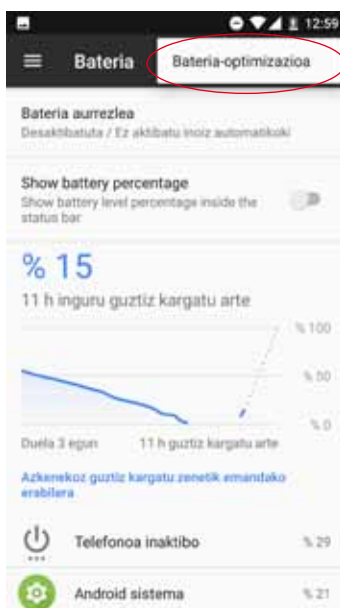 12:59
Bateria
Bateria-optimizazioa
Bateria aurrezlea
Desaktibatuta / Ez aktibatu inoiz automatikoki
Show battery percentage
Show battery level percentage inside the
status bar
% 15
11 h inguru guztiz kargatu arte
% 100
% 50
% 0
Duela 3 egun
11 h guztiz kargatu arte
Azkenekoz guztiz kargatu zenetik emandako
erabilera
Telefonoa inaktibo
% 29
Android sistema
% 21